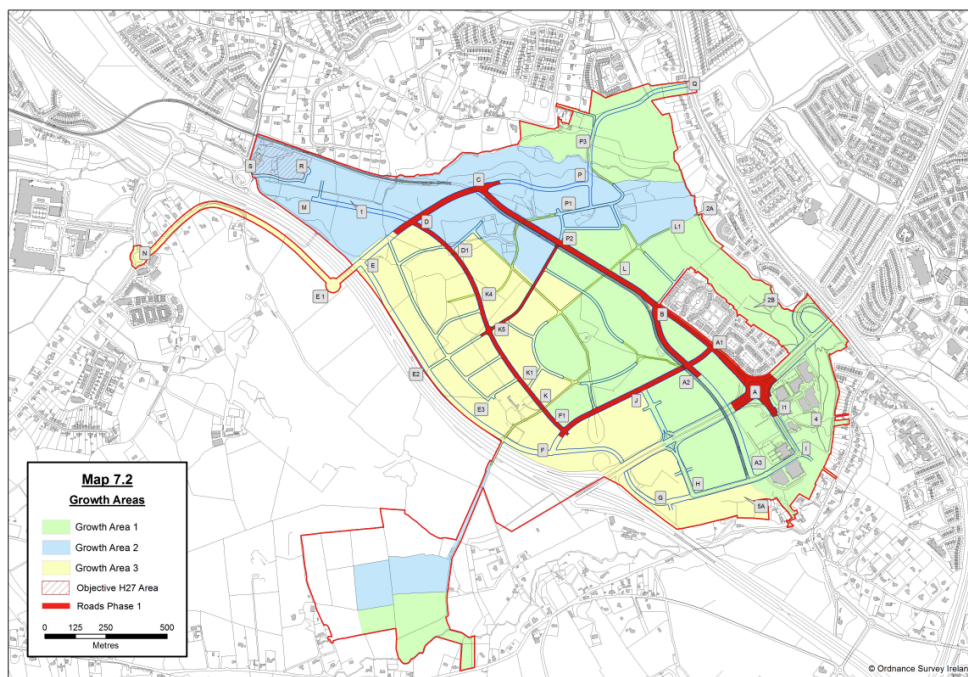 Q
P3
S
R
C
P
M
1
P1
2A
D
L1
P2
D1
N
E
L
E 1
K4
2B
B
K5
A1
E2
K1
A2
K
A
E3
J
I1
F1
4
F
I
A3
H
G
5A
Map 7.2
Growth Areas
Growth Area 1
Growth Area 2
Growth Area 3
Objective H27 Area
Roads Phase 1
0 125 250 500
Metres
© Ordnance Survey Ireland